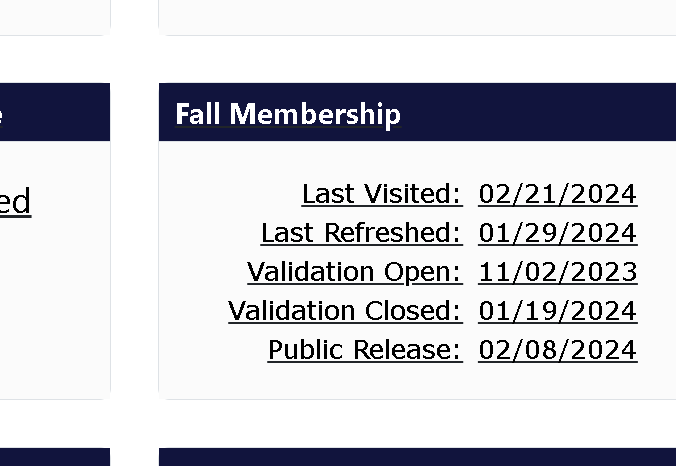 Fall Membership
ed
Last Visited: 02/21/2024
Last Refreshed: 01/29/2024
Validation Open: 11/02/2023
Validation Closed: 01/19/2024
Public Release: 02/08/2024